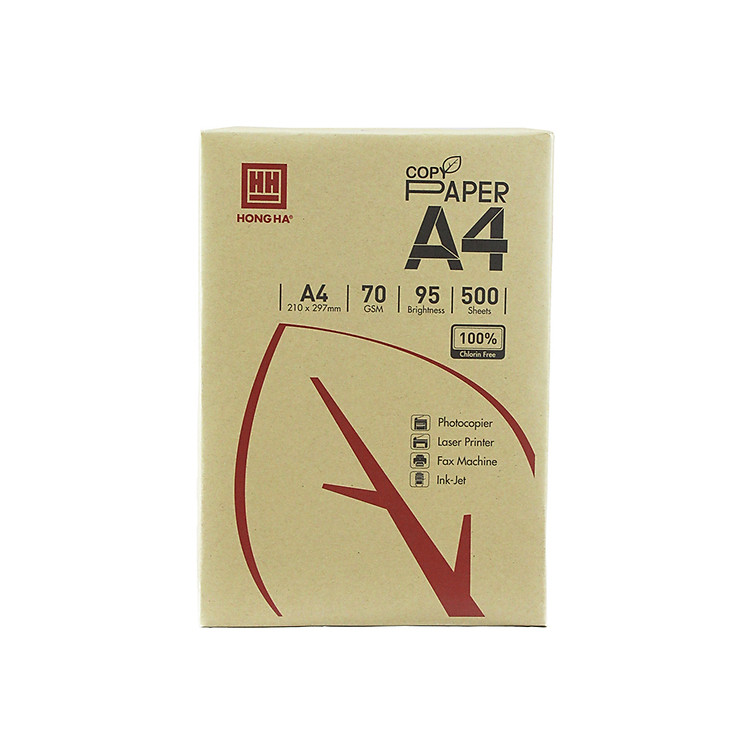 HH
HONG HA®
COPY
PAPER
A4
A4
210 x 297mm
70
GSM
95
Brightness
500
Sheets
100%
Chlorin Free
Photocopier
Laser Printer
Fax Machine
Ink-Jet